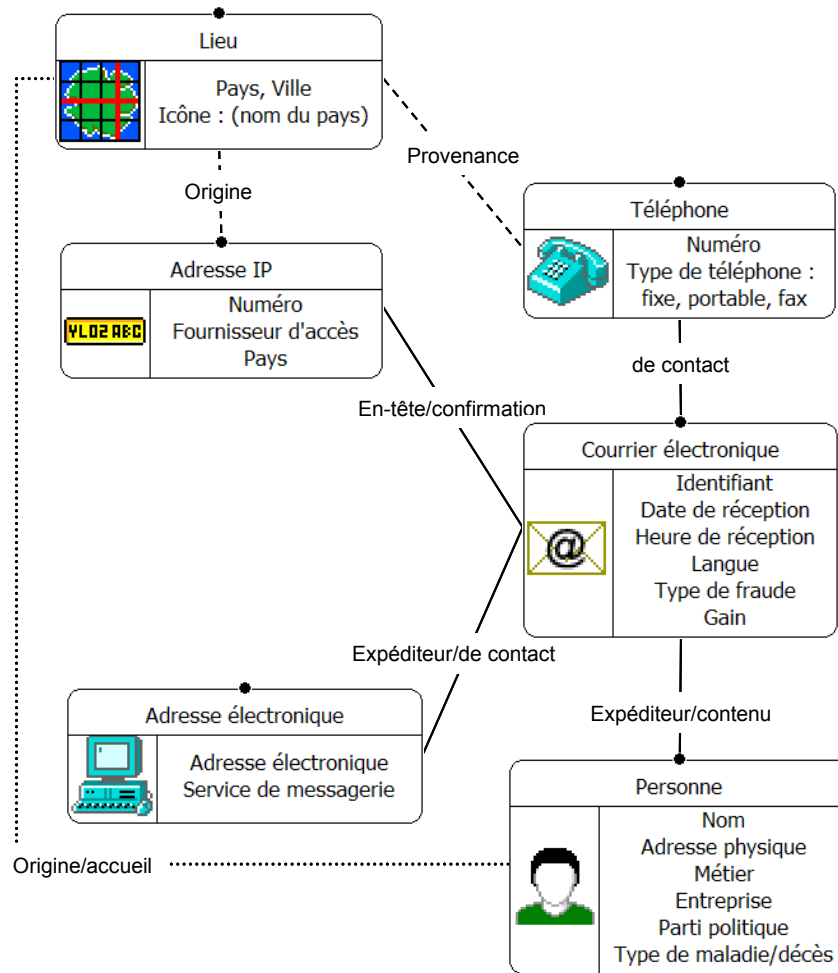 Lieu
Pays, Ville
Icône : (nom du pays)
Provenance
Origine
Téléphone
Numéro
Type de téléphone :
fixe, portable, fax
Adresse IP
YL02 ABC
Numéro
Fournisseur d'accès
Pays
de contact
En-tête/confirmation
Courrier électronique
@
Identifiant
Date de réception
Heure de réception
Langue
Type de fraude
Gain
Expéditeur/de contact
Adresse électronique
Adresse électronique
Service de messagerie
Expéditeur/contenu
Personne
Nom
Adresse physique
Métier
Entreprise
Parti politique
Type de maladie/décès
Origine/accueil